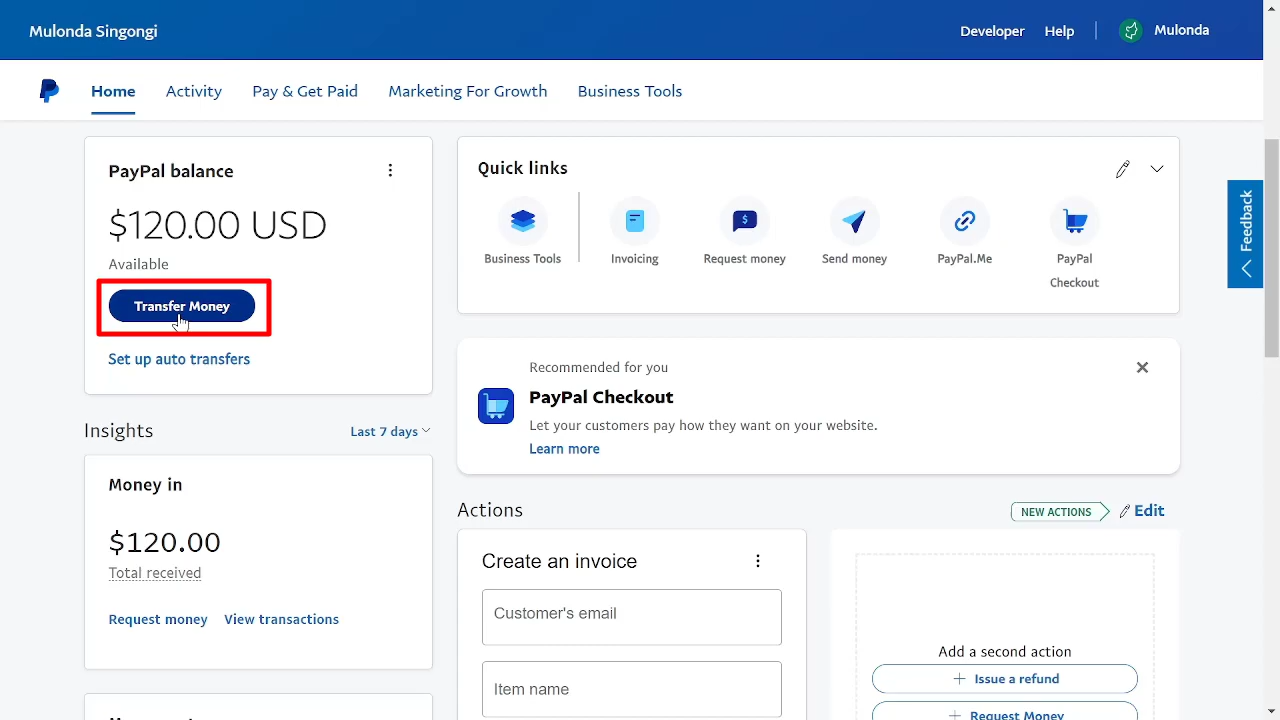 Mulonda Singongi
Developer
Help
Mulonda
Home
Activity
Pay & Get Paid
Marketing For Growth
Business Tools
PayPal balance
$120.00 USD
Available
Transfer Money
Set up auto transfers
Quick links
Business Tools
Invoicing
Request money
Send money
PayPal.Me
PayPal
Checkout
Feedback
Recommended for you
PayPal Checkout
Let your customers pay how they want on your website.
Learn more
Insights
Last 7 days
Money in
$120.00
Total received
Request money
View transactions
Actions
NEW ACTIONS
Edit
Create an invoice
Customer's email
Item name
Add a second action
Issue a refund
Request Money